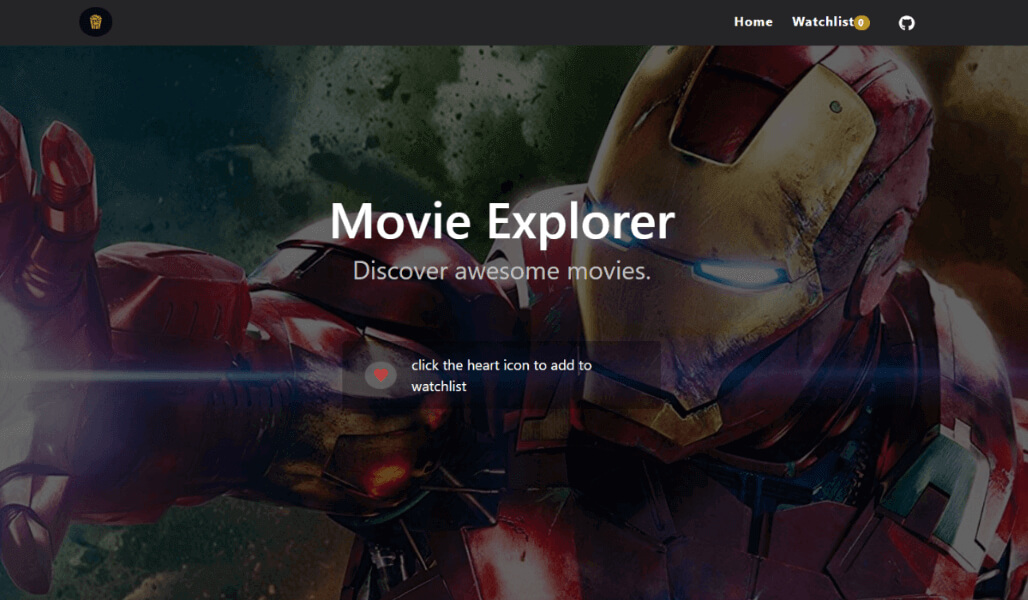 Home Watchlist 0
Movie Explorer
Discover awesome movies.
click the heart icon to add to
watchlist